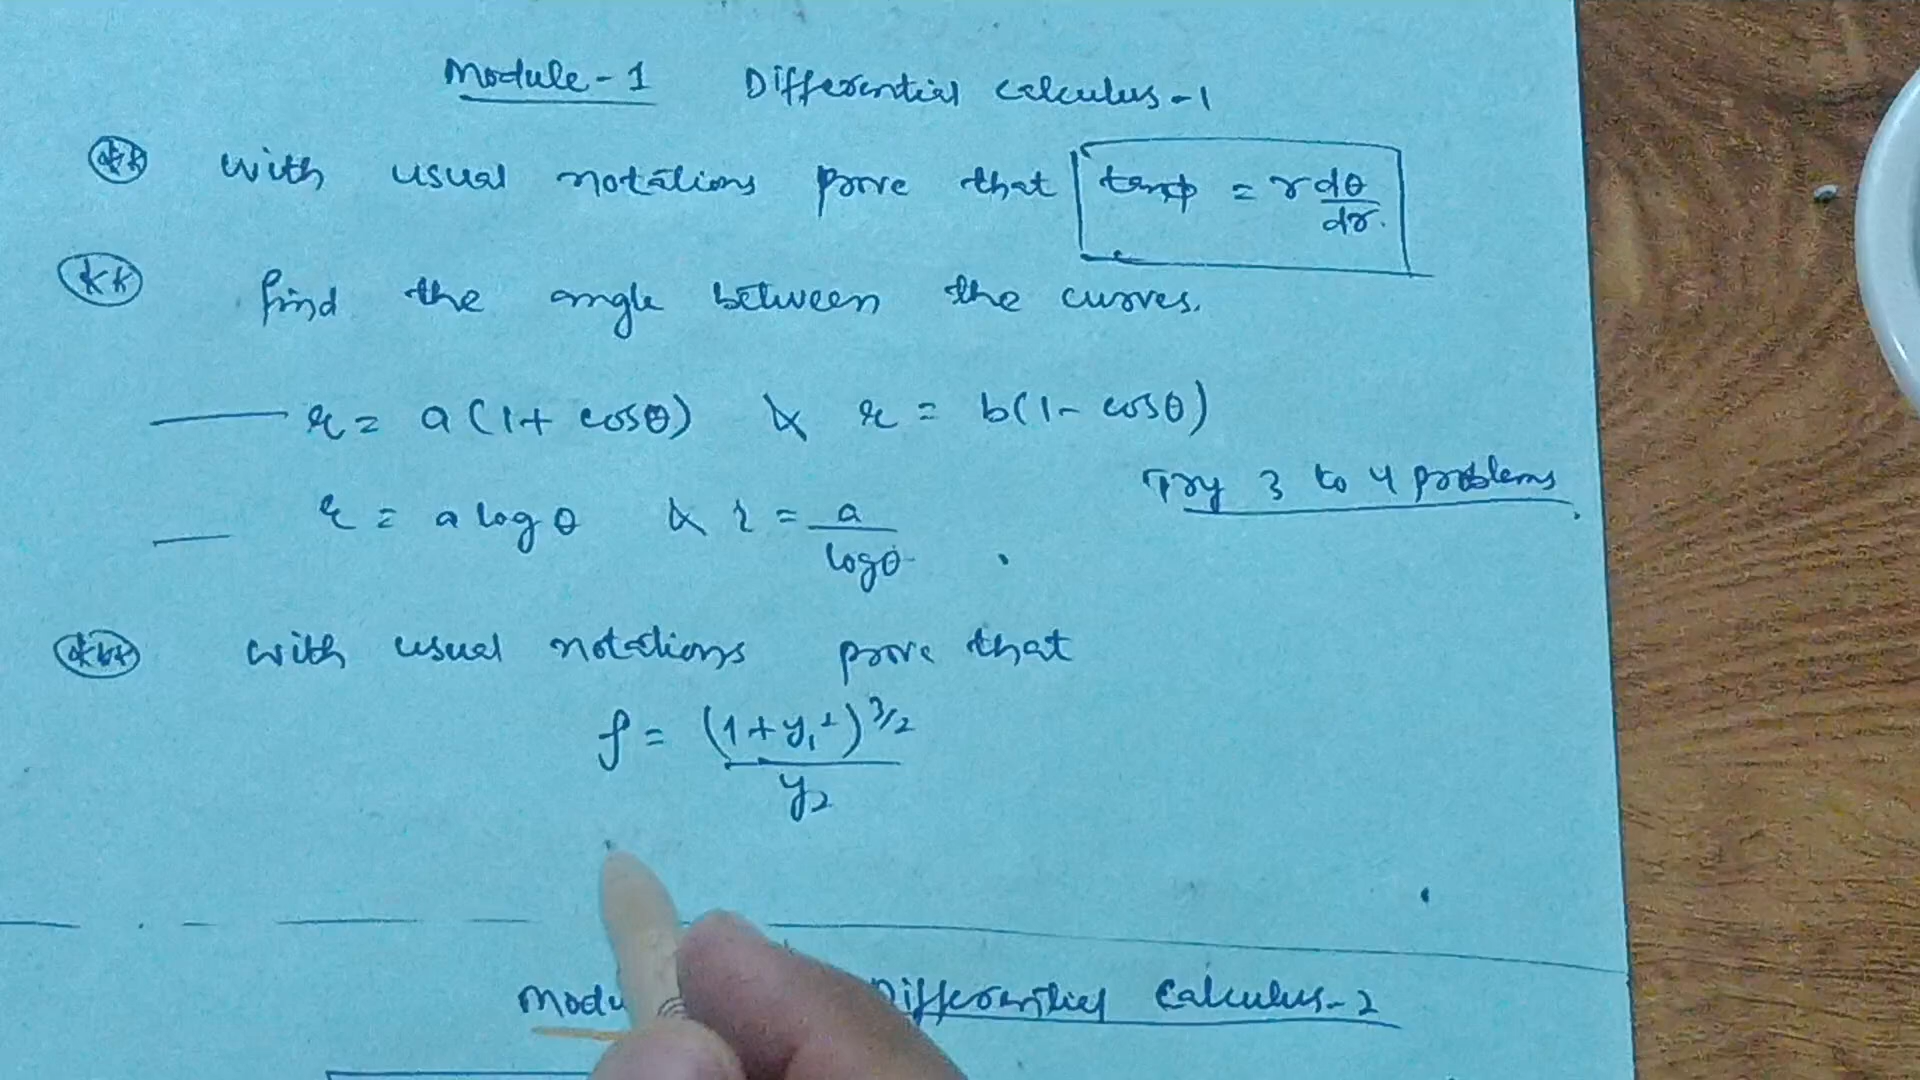 Module-1 Differential Calculus-1
** with usual notations prove that tanφ = r dθ/dr.
** find the angle between the curves.
r = a(1+ cosθ) & r = b(1- cosθ)
Try 3 to 4 problems
r = a log θ & r = a/logθ
*** with usual notations prove that
ρ = (1+y₁²)^3/2 / y₂
Differential Calculus-2